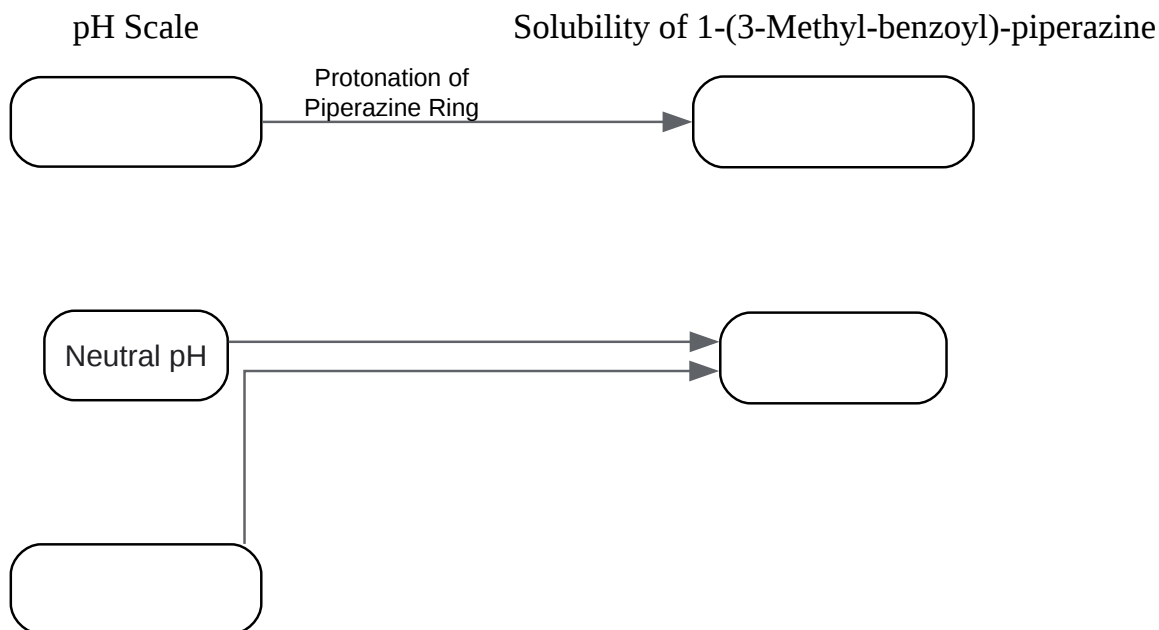 pH Scale
Solubility of 1-(3-Methyl-benzoyl)-piperazine
Protonation of
Piperazine Ring
Neutral pH